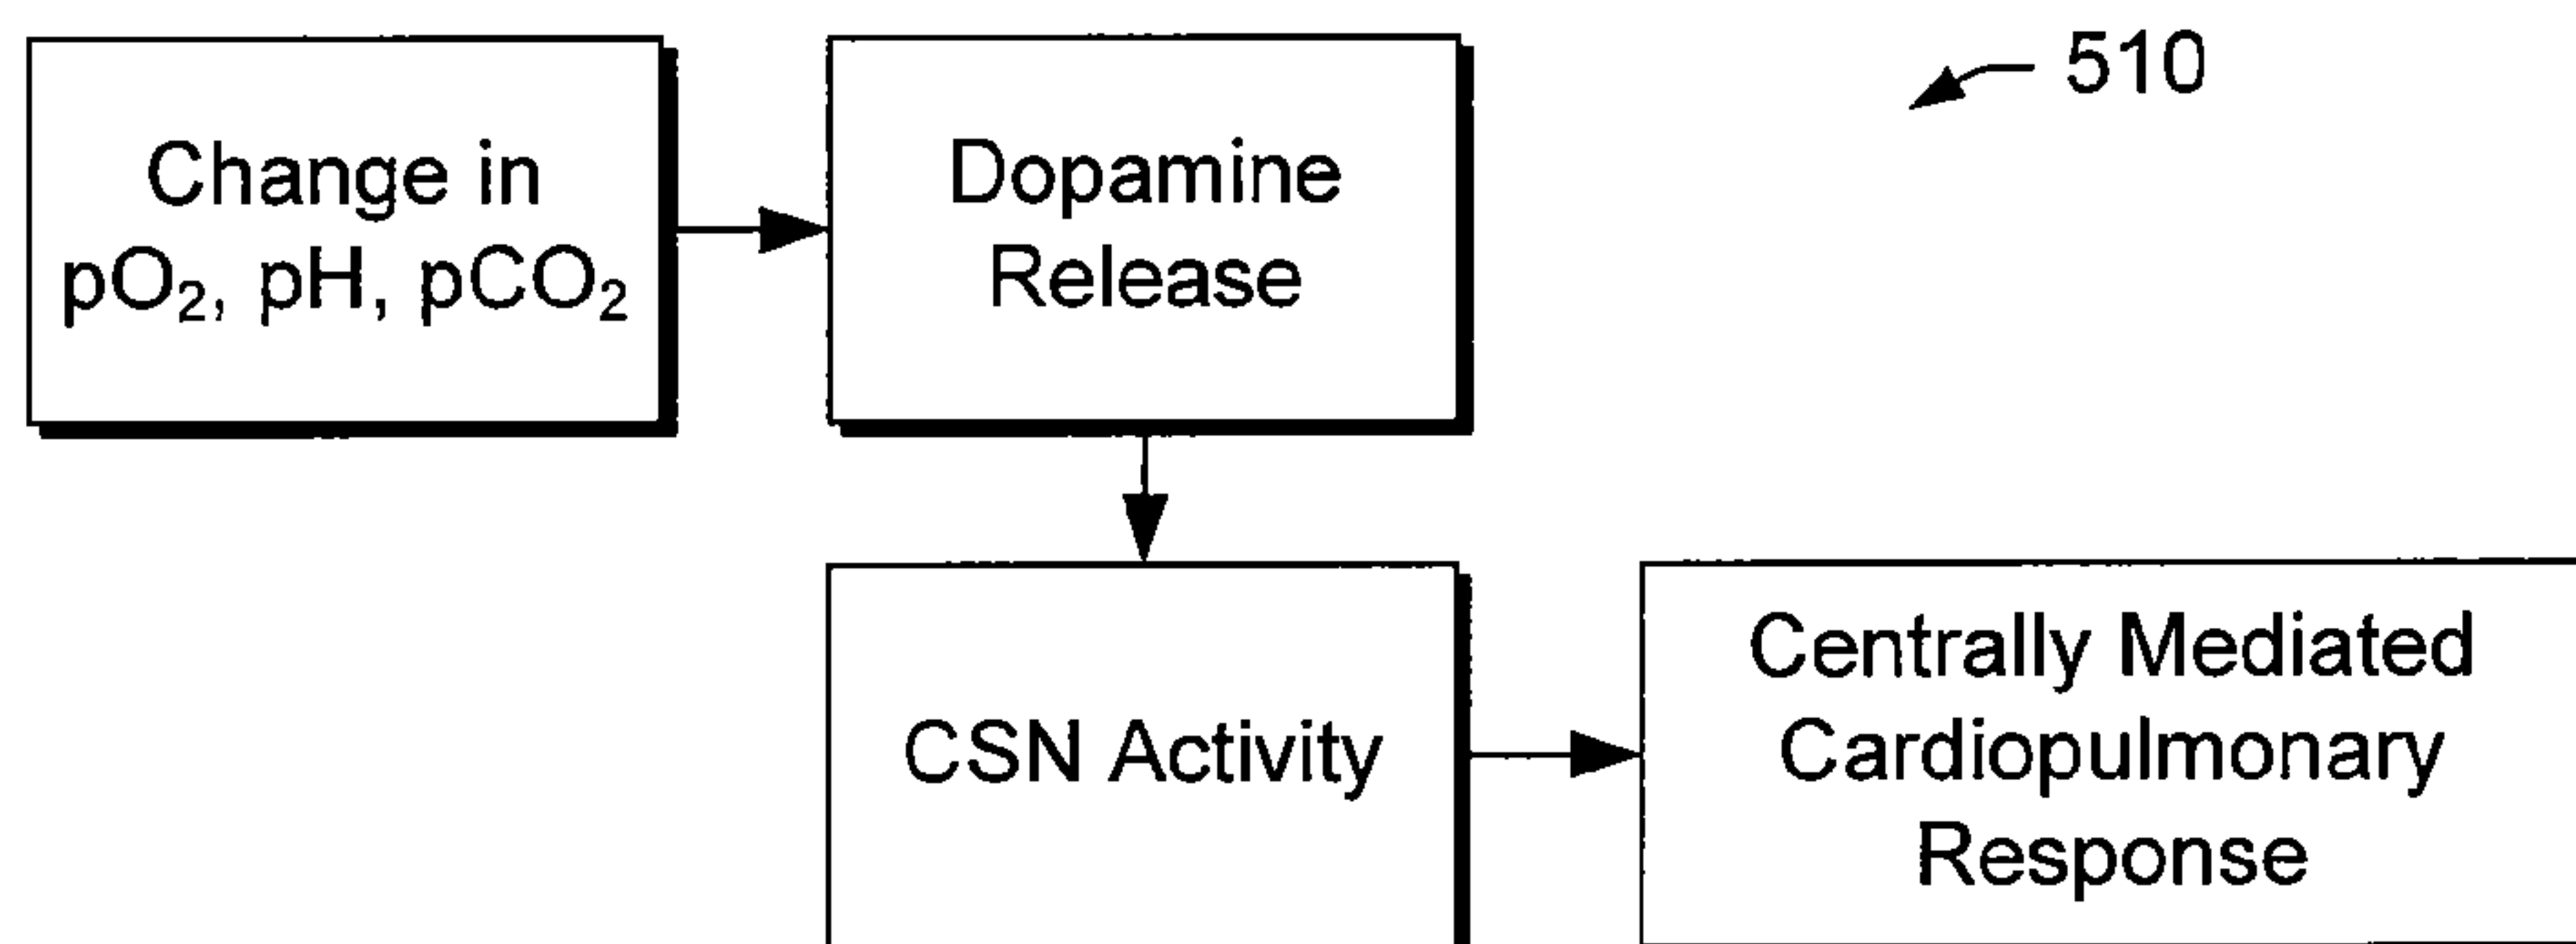 510
Change in
pO₂, pH, pCO₂
Dopamine
Release
CSN Activity
Centrally Mediated
Cardiopulmonary
Response